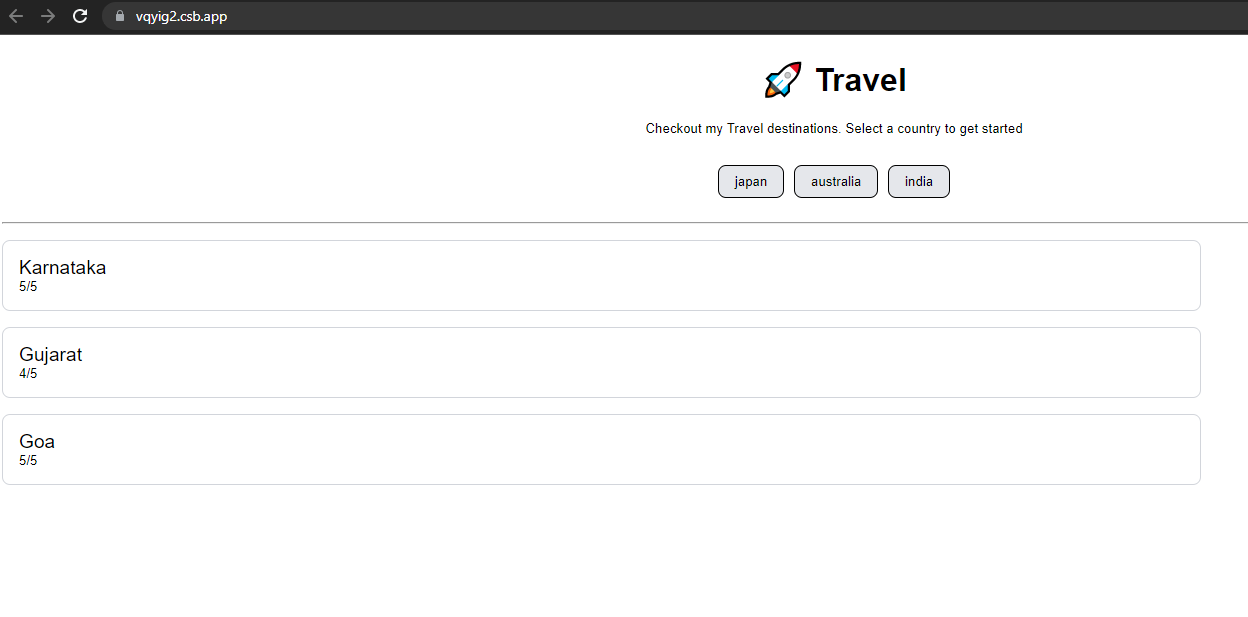 vqyig2.csb.app
🚀 Travel
Checkout my Travel destinations. Select a country to get started
japan australia india
Karnataka
5/5
Gujarat
4/5
Goa
5/5